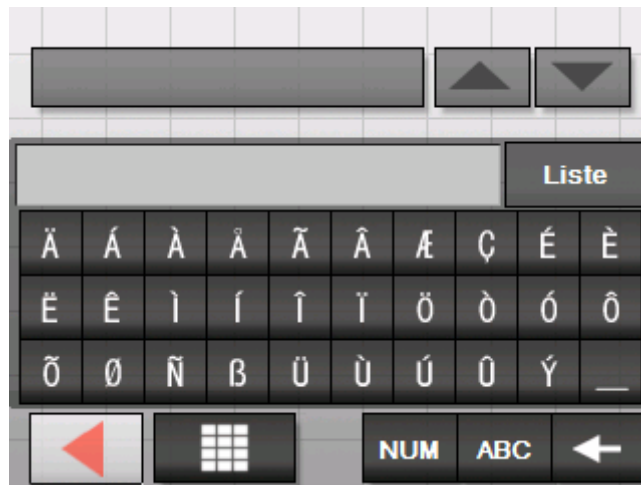 Liste
Ä Á À Å Ã Â Æ Ç É È
Ë Ê Ì Í Î Ï Ö Ò Ó Ô
Õ Ø Ñ ß Ü Ù Ú Û Ý _
NUM ABC